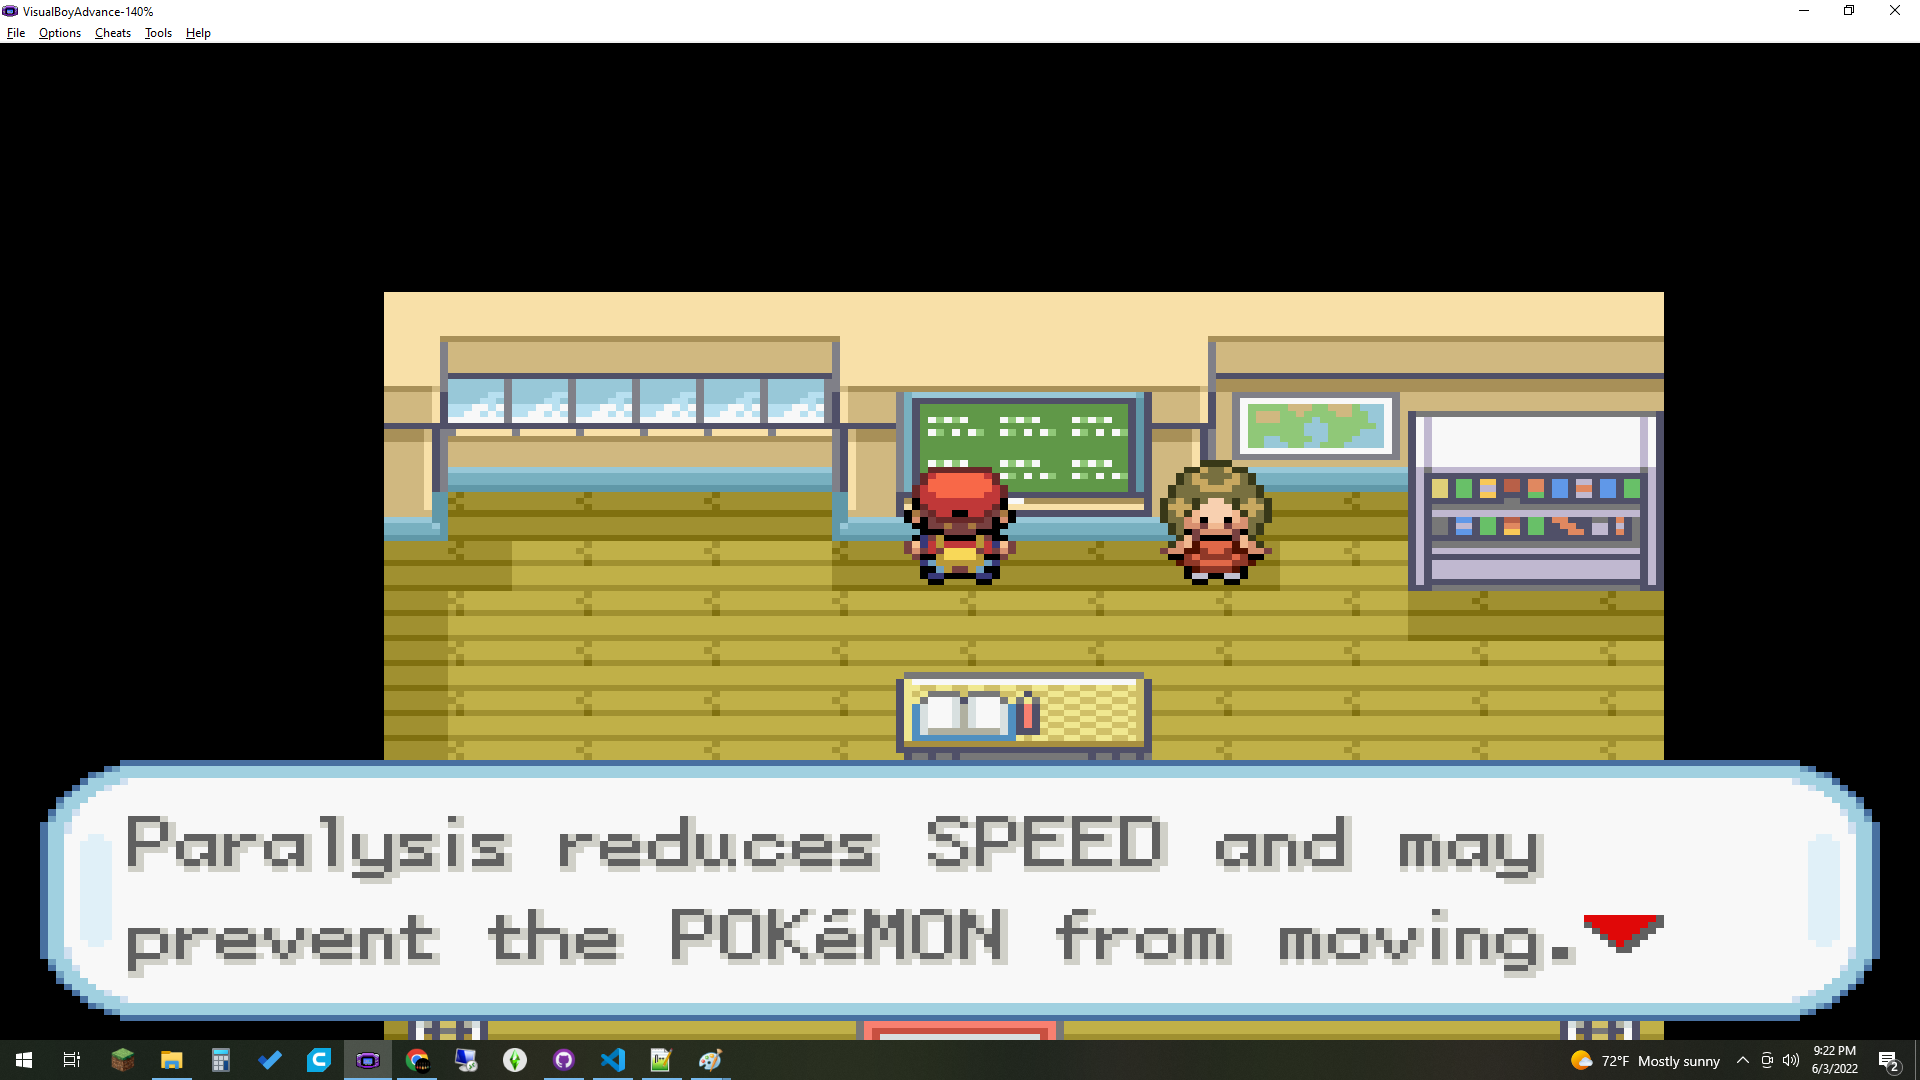 VisualBoyAdvance-140%
File Options Cheats Tools Help
Paralysis reduces SPEED and may
prevent the POKéMON from moving.
72°F Mostly sunny
9:22 PM
6/3/2022
2